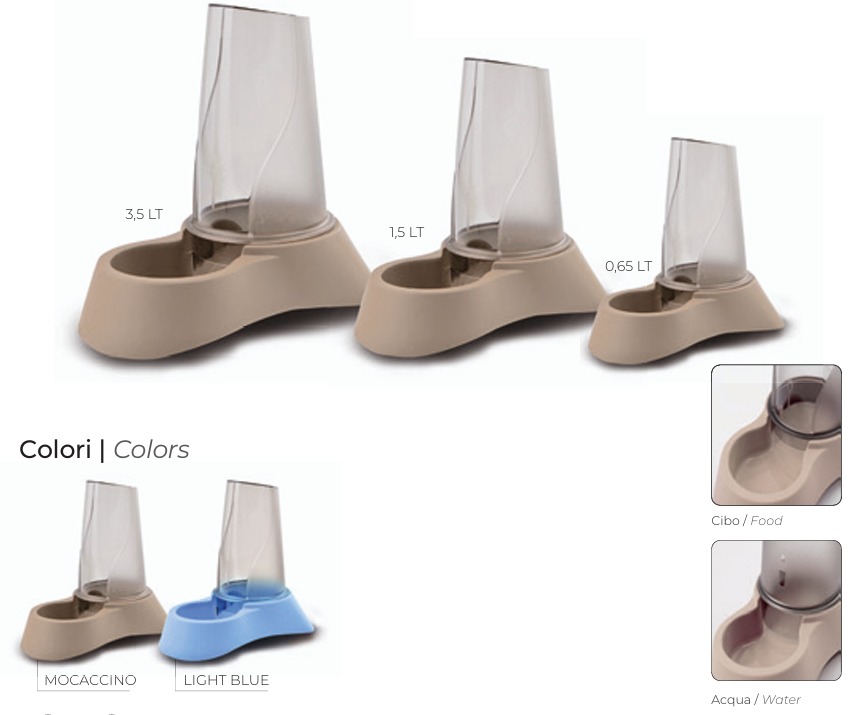 3,5 LT
1,5 LT
0,65 LT
Colori | Colors
Cibo / Food
MOCACCINO
LIGHT BLUE
Acqua / Water